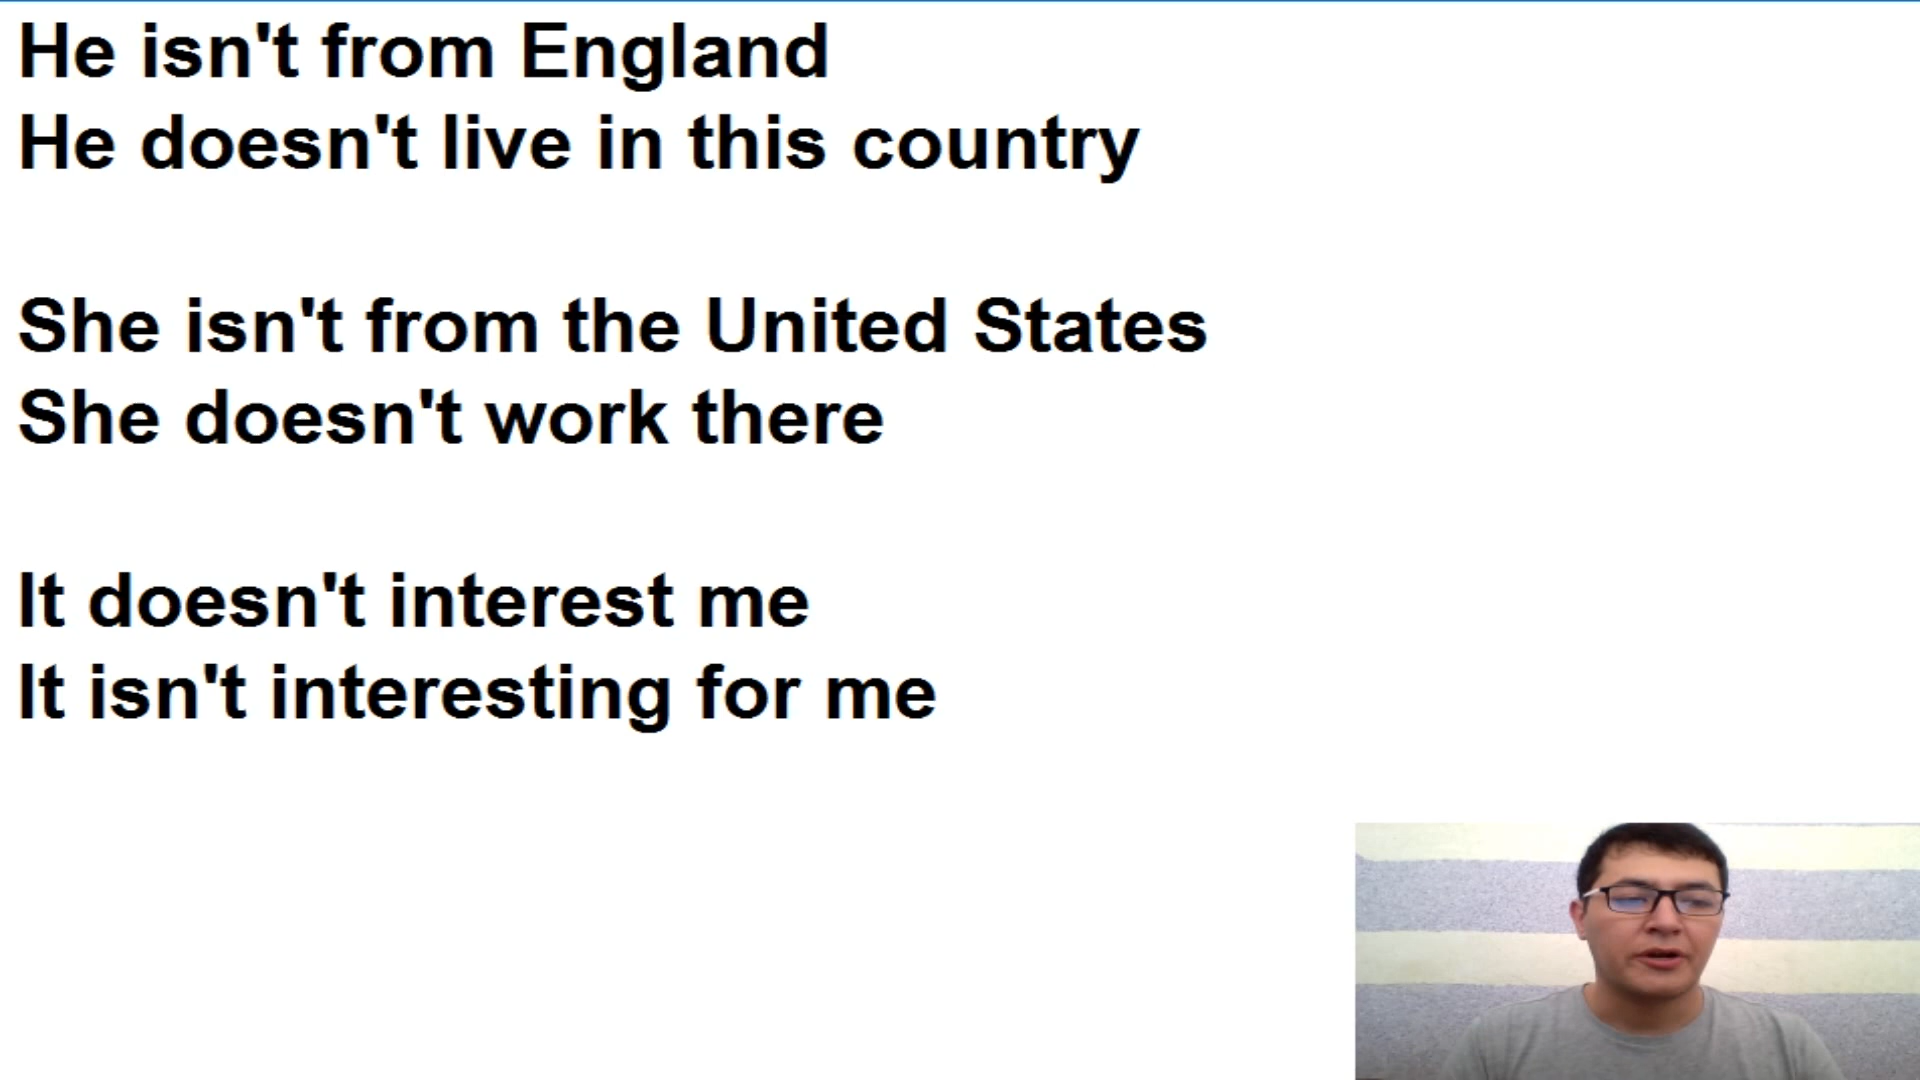 He isn't from England
He doesn't live in this country
She isn't from the United States
She doesn't work there
It doesn't interest me
It isn't interesting for me